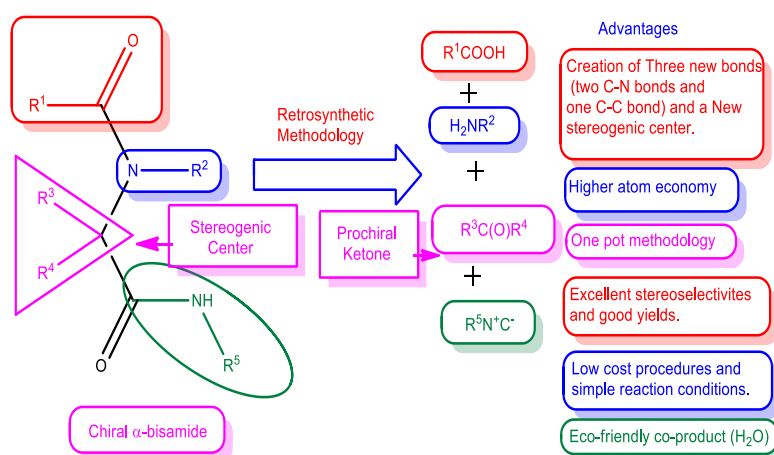 O
R¹
N
R²
R³
R⁴
Stereogenic
Center
NH
O
R⁵
Chiral α-bisamide
Retrosynthetic
Methodology
Prochiral
Ketone
R¹COOH
+
H₂NR²
+
R³C(O)R⁴
+
R⁵N⁺C⁻
Advantages
Creation of Three new bonds
(two C-N bonds and
one C-C bond) and a New
stereogenic center.
Higher atom economy
One pot methodology
Excellent stereoselectivites
and good yields.
Low cost procedures and
simple reaction conditions.
Eco-friendly co-product (H₂O)